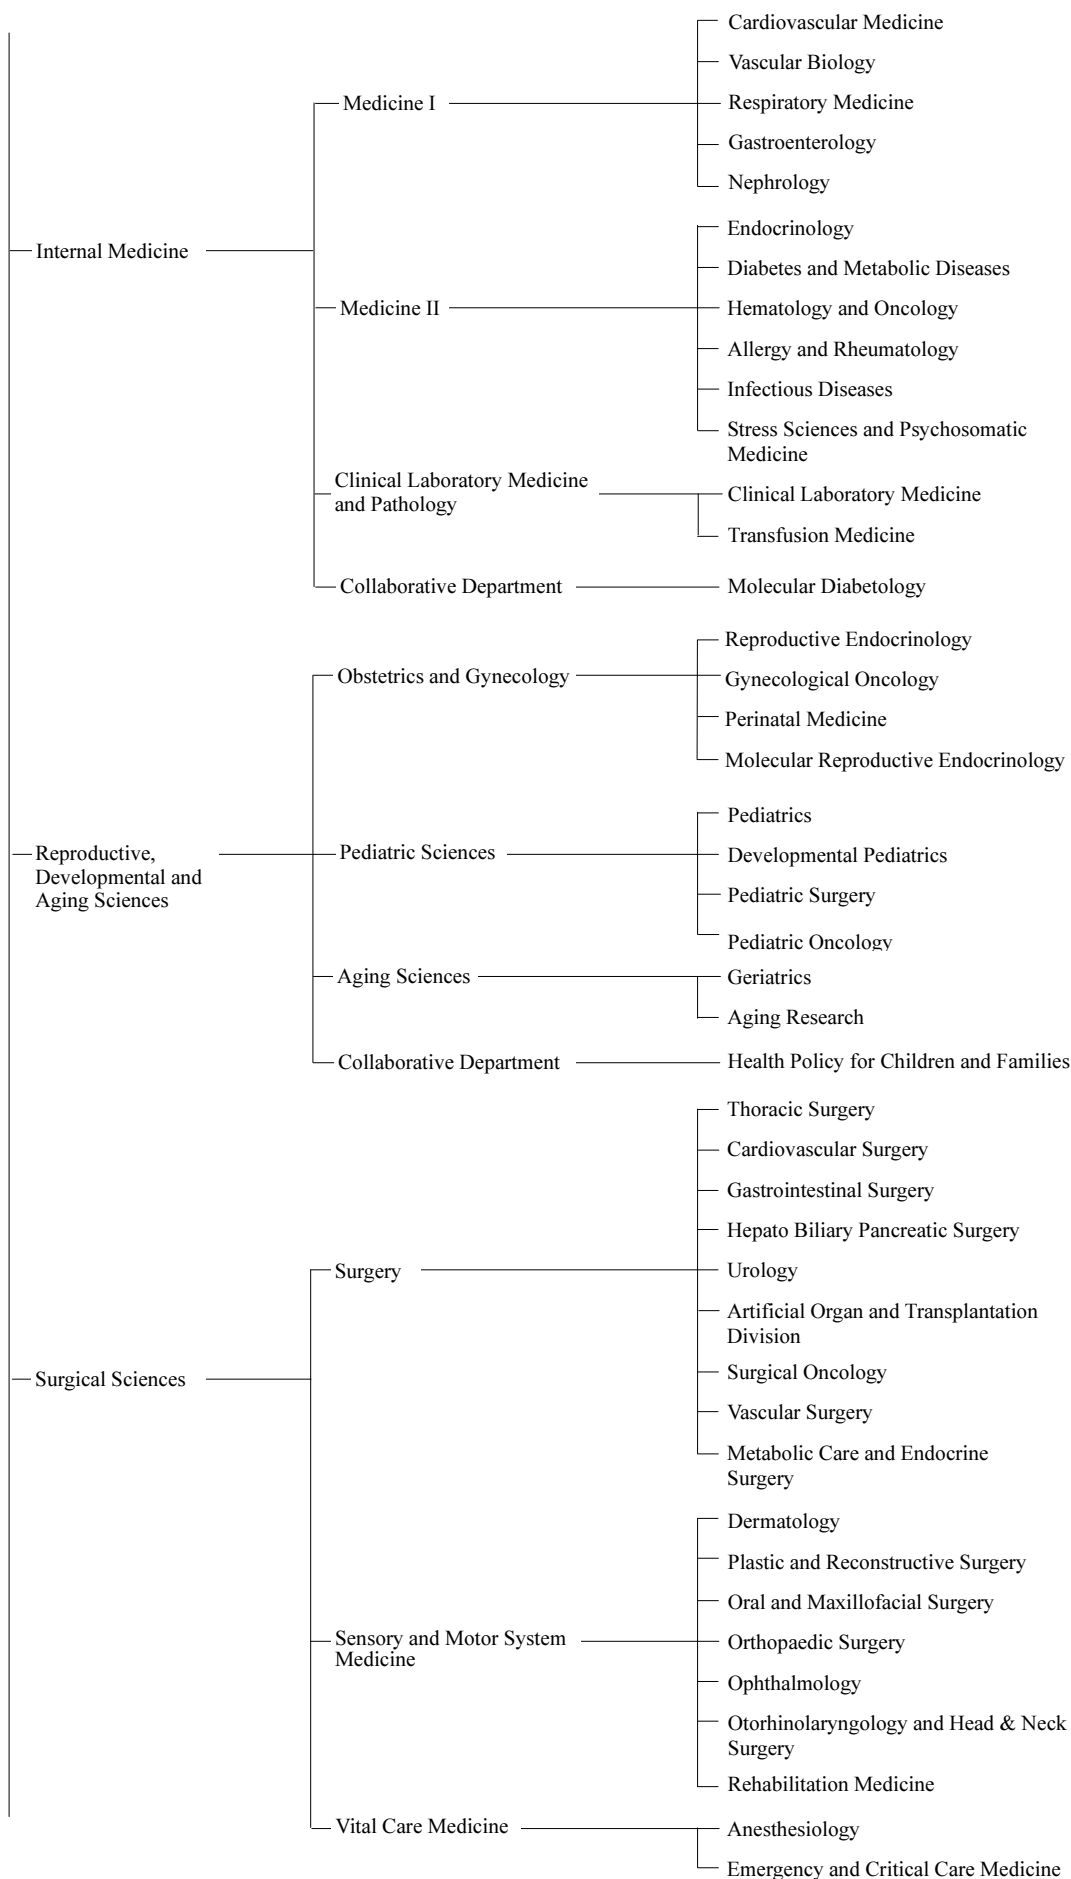 Cardiovascular Medicine
Vascular Biology
Medicine I
Respiratory Medicine
Gastroenterology
Nephrology
Internal Medicine
Endocrinology
Diabetes and Metabolic Diseases
Medicine II
Hematology and Oncology
Allergy and Rheumatology
Infectious Diseases
Stress Sciences and Psychosomatic
Medicine
Clinical Laboratory Medicine
and Pathology
Clinical Laboratory Medicine
Transfusion Medicine
Collaborative Department
Molecular Diabetology
Reproductive,
Developmental and
Aging Sciences
Obstetrics and Gynecology
Reproductive Endocrinology
Gynecological Oncology
Perinatal Medicine
Molecular Reproductive Endocrinology
Pediatric Sciences
Pediatrics
Developmental Pediatrics
Pediatric Surgery
Pediatric Oncology
Aging Sciences
Geriatrics
Aging Research
Collaborative Department
Health Policy for Children and Families
Surgical Sciences
Surgery
Thoracic Surgery
Cardiovascular Surgery
Gastrointestinal Surgery
Hepato Biliary Pancreatic Surgery
Urology
Artificial Organ and Transplantation
Division
Surgical Oncology
Vascular Surgery
Metabolic Care and Endocrine
Surgery
Sensory and Motor System
Medicine
Dermatology
Plastic and Reconstructive Surgery
Oral and Maxillofacial Surgery
Orthopaedic Surgery
Ophthalmology
Otorhinolaryngology and Head & Neck
Surgery
Rehabilitation Medicine
Vital Care Medicine
Anesthesiology
Emergency and Critical Care Medicine